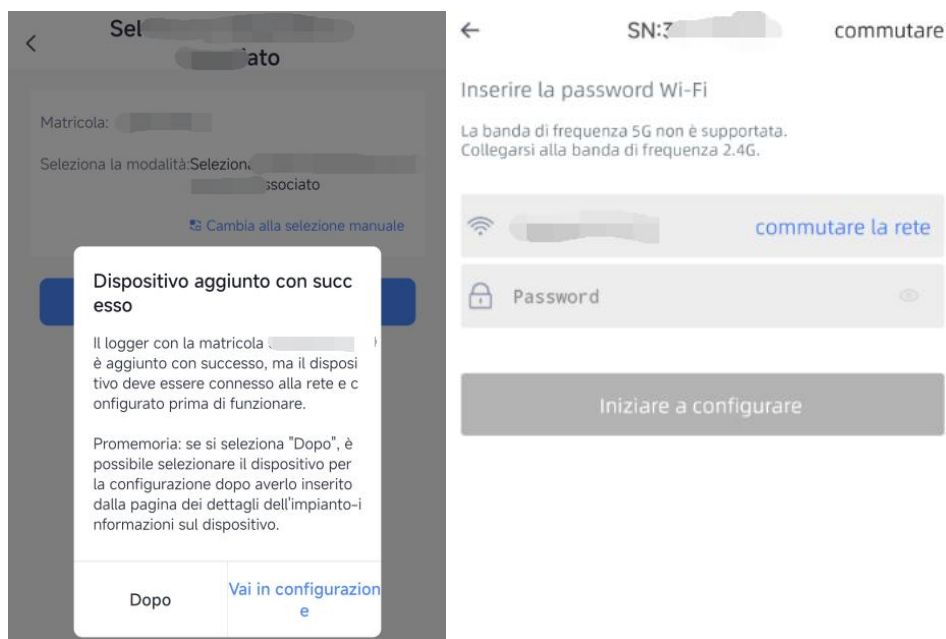 Sel
ato
Matricola:
Seleziona la modalità:Selezion
ssociato
Cambia alla selezione manuale
Dispositivo aggiunto con succ
esso
Il logger con la matricola
è aggiunto con successo, ma il disposi
tivo deve essere connesso alla rete e c
onfigurato prima di funzionare.
Promemoria: se si seleziona "Dopo", è
possibile selezionare il dispositivo per
la configurazione dopo averlo inserito
dalla pagina dei dettagli dell'impianto-i
nformazioni sul dispositivo.
Dopo
Vai in configurazion
e
SN:3
commutare
Inserire la password Wi-Fi
La banda di frequenza 5G non è supportata.
Collegarsi alla banda di frequenza 2.4G.
commutare la rete
Password
Iniziare a configurare